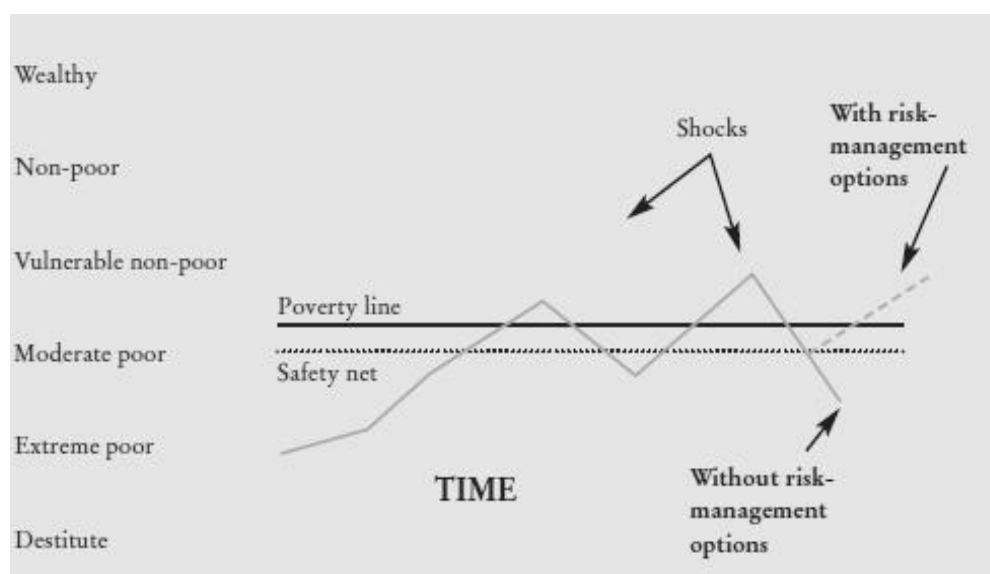 Wealthy
Non-poor
Vulnerable non-poor
Moderate poor
Extreme poor
Destitute
Shocks
With risk-
management
options
Poverty line
Safety net
TIME
Without risk-
management
options